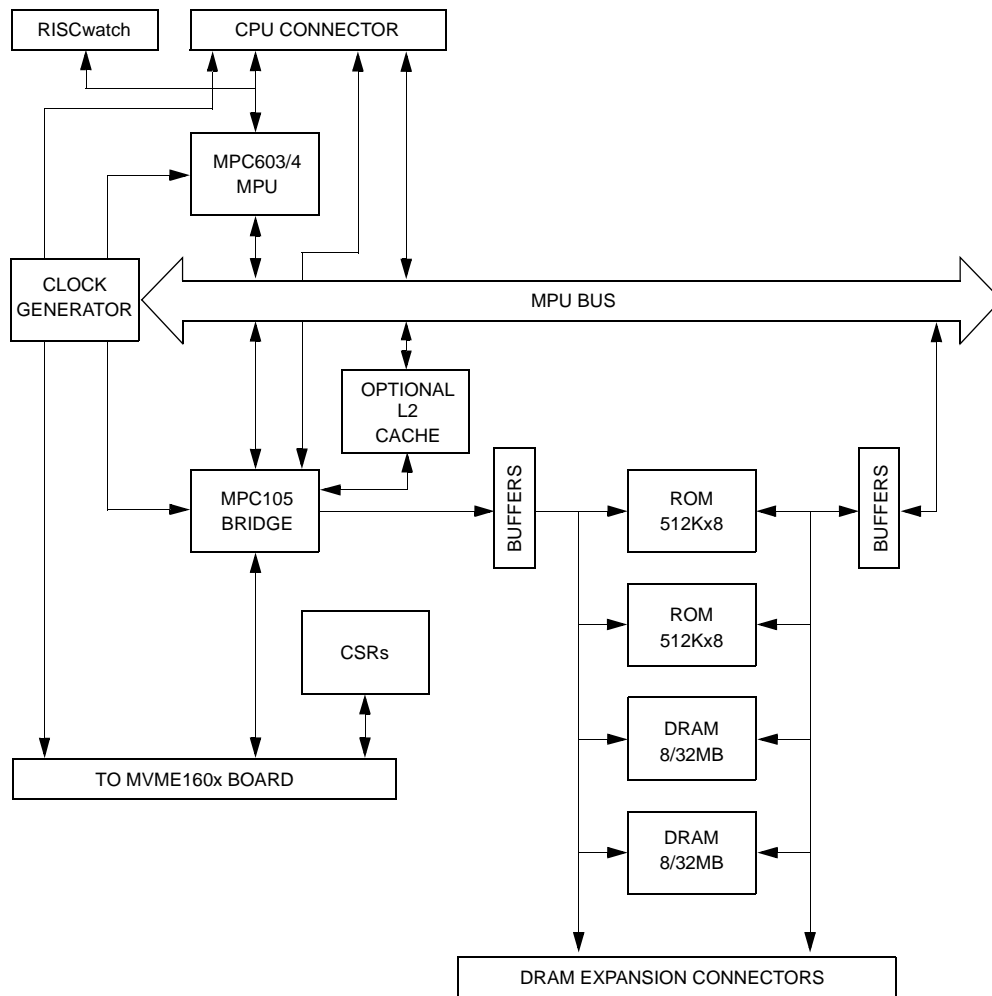 RISCwatch
CPU CONNECTOR
MPC603/4
MPU
CLOCK
GENERATOR
MPU BUS
OPTIONAL
L2
CACHE
MPC105
BRIDGE
BUFFERS
ROM
512Kx8
BUFFERS
ROM
512Kx8
CSRs
DRAM
8/32MB
TO MVME160x BOARD
DRAM
8/32MB
DRAM EXPANSION CONNECTORS